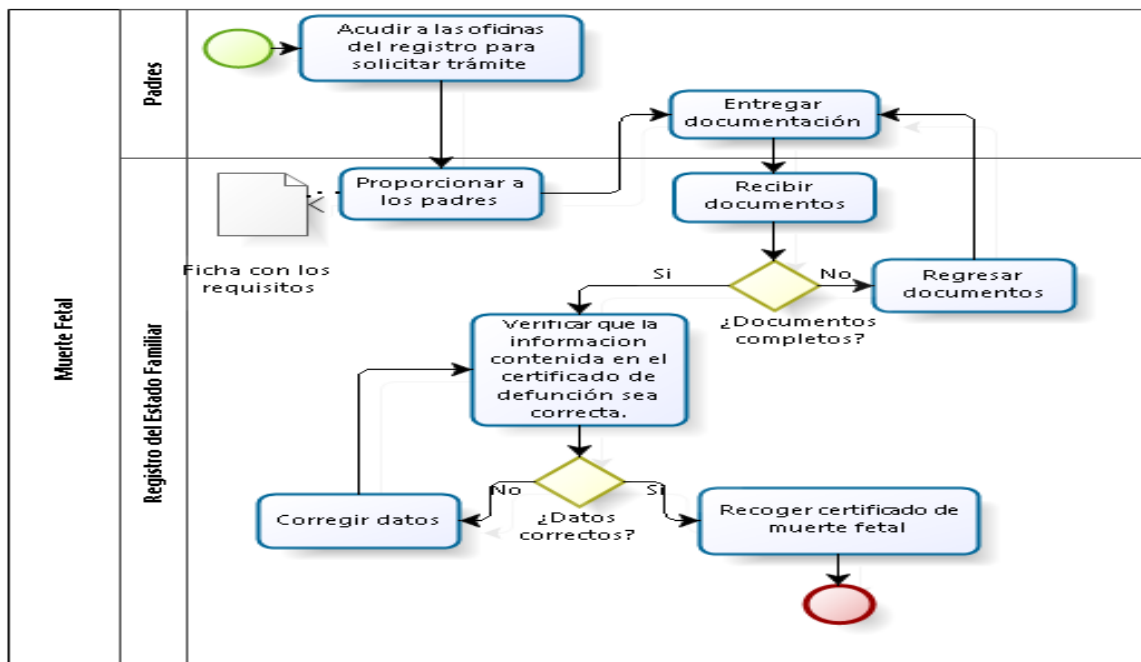 Muerte Fetal
Padres
Acudir a las oficinas
del registro para
solicitar trámite
Entregar
documentación
Registro del Estado Familiar
Proporcionar a
los padres
Ficha con los
requisitos
Recibir
documentos
Si
No
¿Documentos
completos?
Regresar
documentos
Verificar que la
informacion
contenida en el
certificado de
defunción sea
correcta.
No
Si
¿Datos
correctos?
Corregir datos
Recoger certificado de
muerte fetal